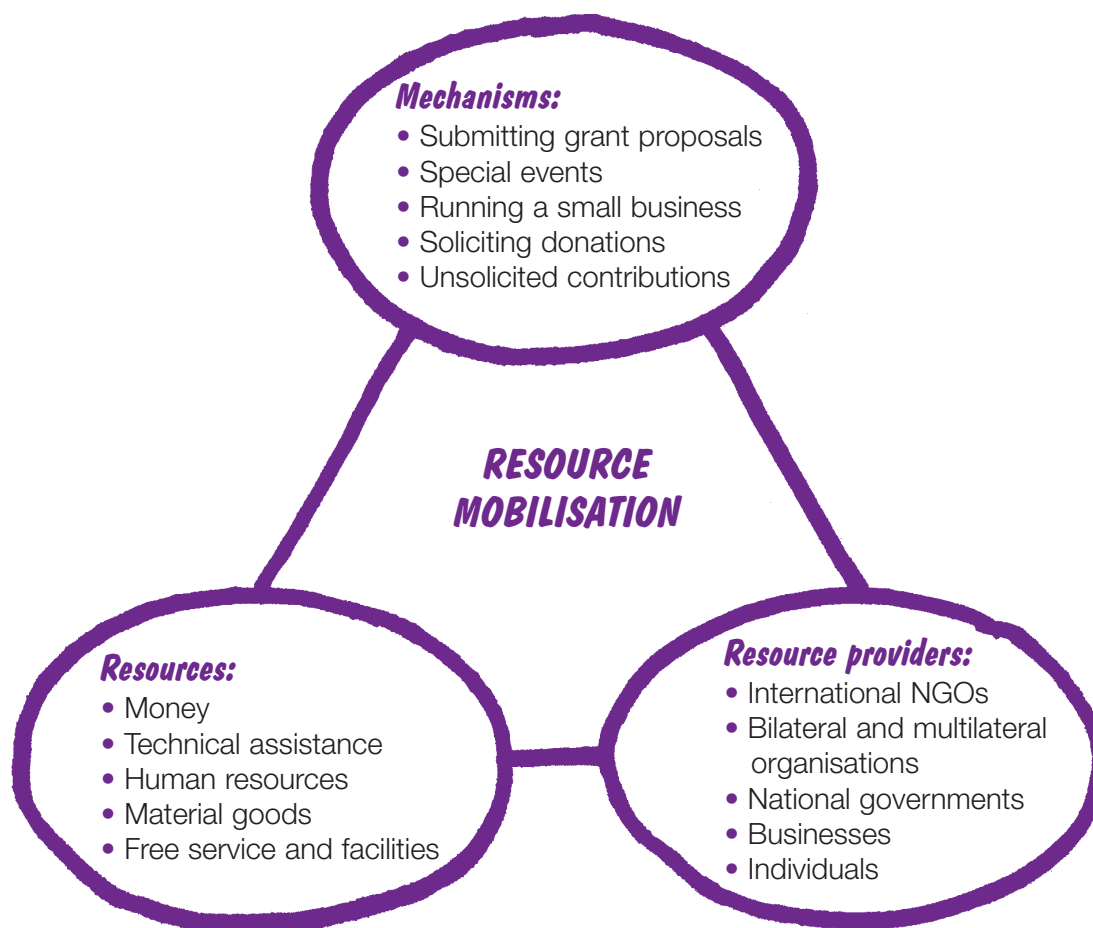 Mechanisms:
• Submitting grant proposals
• Special events
• Running a small business
• Soliciting donations
• Unsolicited contributions
RESOURCE
MOBILISATION
Resources:
• Money
• Technical assistance
• Human resources
• Material goods
• Free service and facilities
Resource providers:
• International NGOs
• Bilateral and multilateral
organisations
• National governments
• Businesses
• Individuals